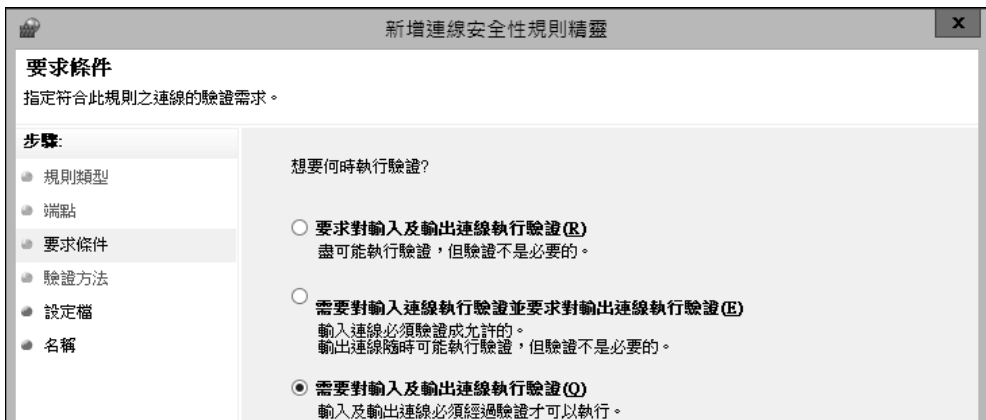 新增連線安全性規則精靈
x
要求條件
指定符合此規則之連線的驗證需求。
步驟:
規則類型
端點
要求條件
驗證方法
設定檔
名稱
想要何時執行驗證?
要求對輸入及輸出連線執行驗證(R)
盡可能執行驗證，但驗證不是必要的。
需要對輸入連線執行驗證並要求對輸出連線執行驗證(E)
輸入連線必須驗證成允許的。
輸出連線隨時可能執行驗證，但驗證不是必要的。
需要對輸入及輸出連線執行驗證(Q)
輸入及輸出連線必須經過驗證才可以執行。